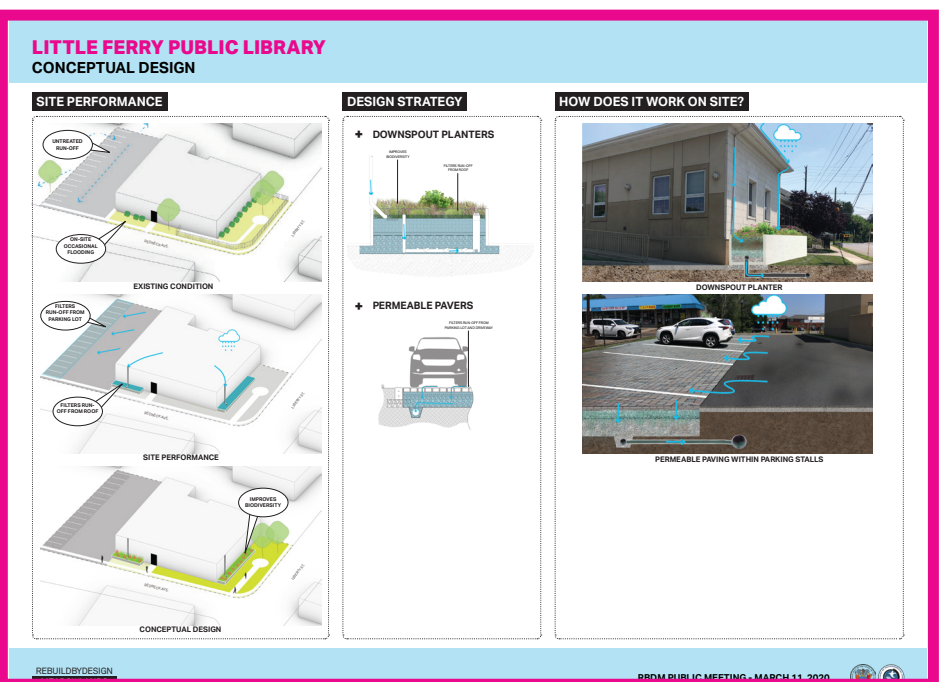 LITTLE FERRY PUBLIC LIBRARY
CONCEPTUAL DESIGN
SITE PERFORMANCE
UNTREATED
RUN-OFF
ON-SITE
OCCASIONAL
FLOODING
EXISTING CONDITION
FILTERS
RUN-OFF FROM
PARKING LOT
FILTERS RUN-
OFF FROM ROOF
SITE PERFORMANCE
IMPROVES
BIODIVERSITY
CONCEPTUAL DESIGN
DESIGN STRATEGY
+ DOWNSPOUT PLANTERS
IMPROVES
BIODIVERSITY
FILTERS RUN-OFF
FROM ROOF
+ PERMEABLE PAVERS
FILTERS RUN-OFF FROM
PARKING LOT AND DRIVEWAY
HOW DOES IT WORK ON SITE?
DOWNSPOUT PLANTER
PERMEABLE PAVING WITHIN PARKING STALLS
REBUILDBYDESIGN
RBDM PUBLIC MEETING - MARCH 11, 2020